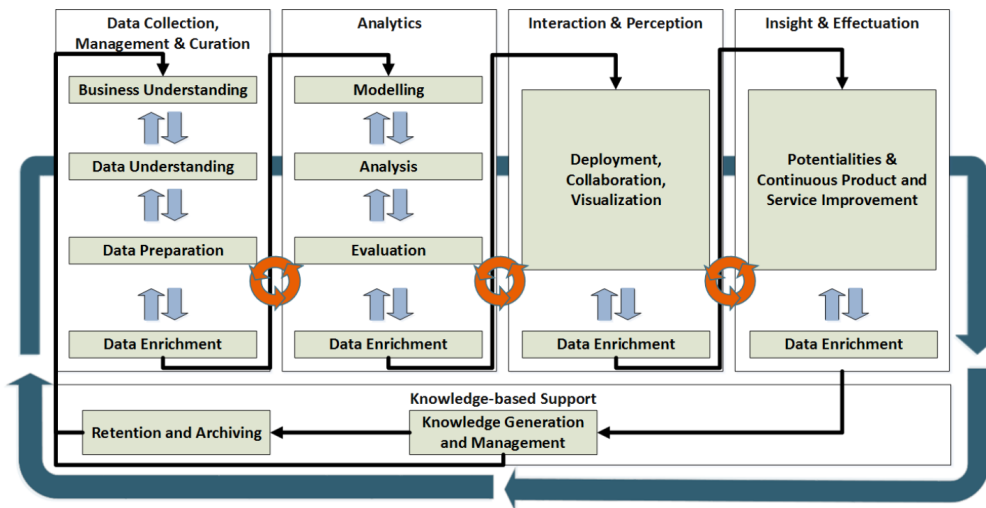 Data Collection,
Management & Curation
Business Understanding
Data Understanding
Data Preparation
Data Enrichment
Analytics
Modelling
Analysis
Evaluation
Data Enrichment
Interaction & Perception
Deployment,
Collaboration,
Visualization
Data Enrichment
Insight & Effectuation
Potentialities &
Continuous Product and
Service Improvement
Data Enrichment
Knowledge-based Support
Retention and Archiving
Knowledge Generation
and Management